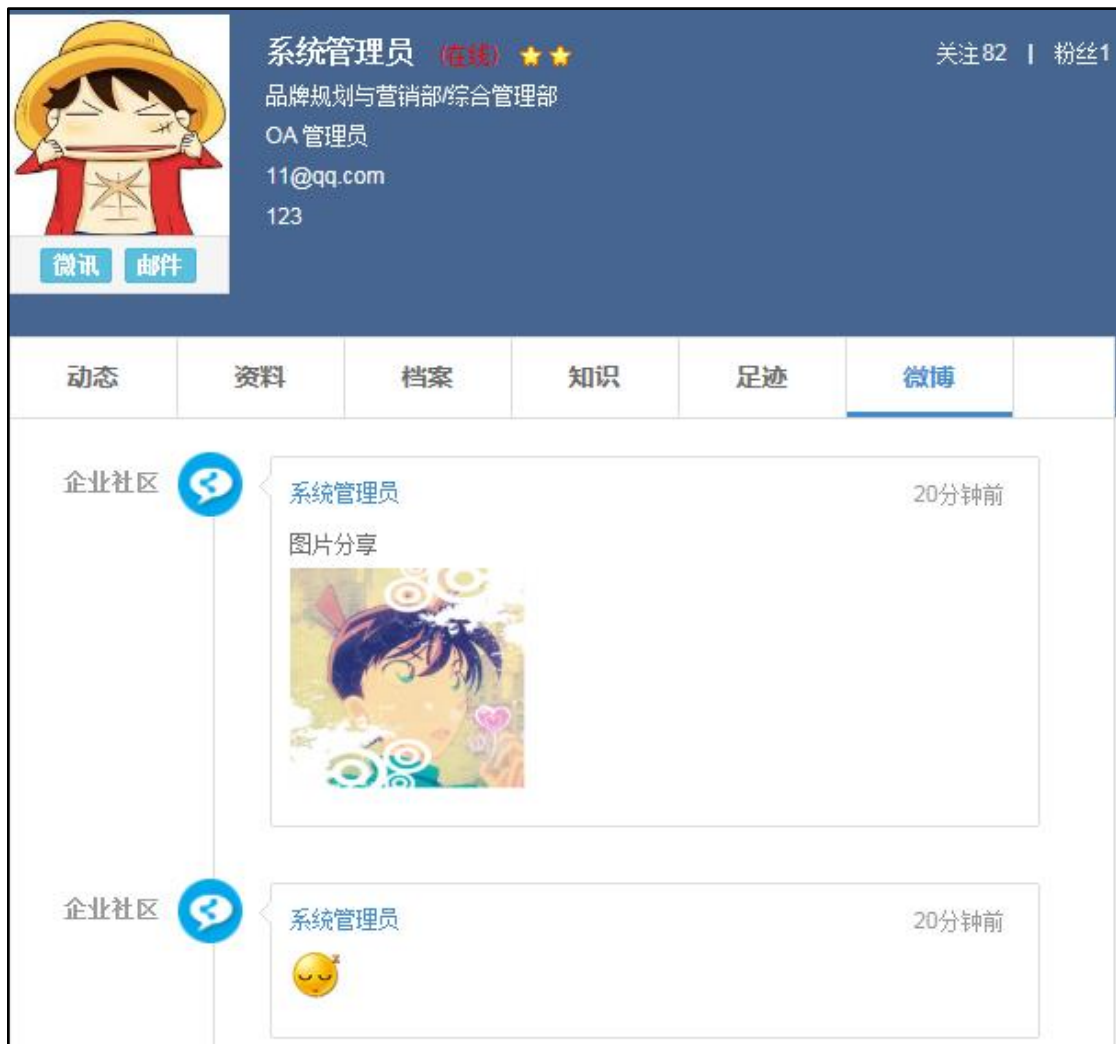 系统管理员 (在线)
关注82 | 粉丝1
品牌规划与营销部/综合管理部
OA 管理员
11@qq.com
123
微讯 邮件
动态 资料 档案 知识 足迹 微博
企业社区
系统管理员 20分钟前
图片分享
企业社区
系统管理员 20分钟前